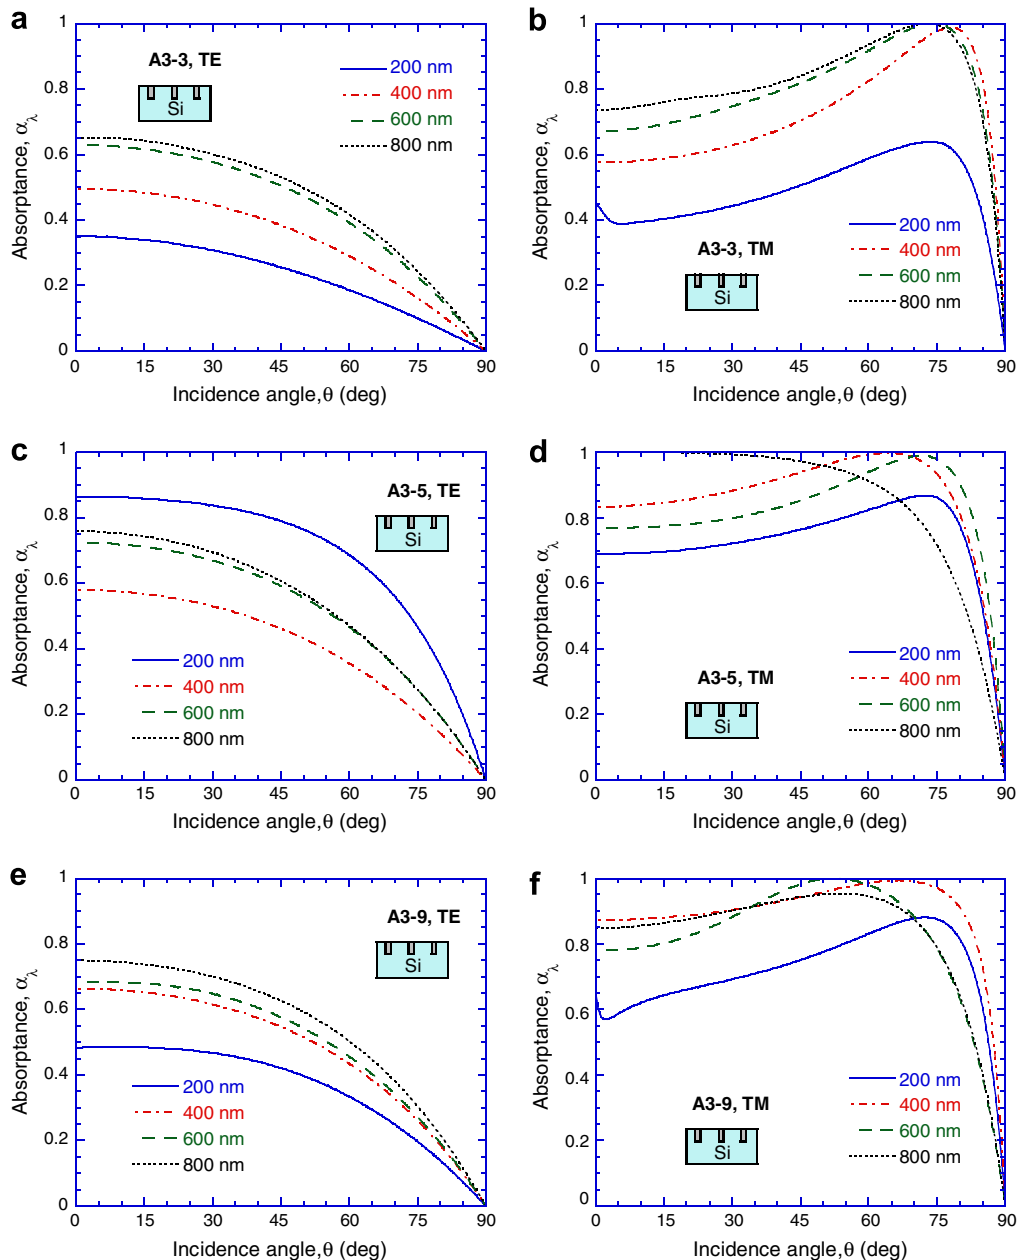 a
A3-3, TE
Si
200 nm
400 nm
600 nm
800 nm
Absorptance, αλ
0
0.2
0.4
0.6
0.8
1
0 15 30 45 60 75 90
Incidence angle,θ (deg)
b
A3-3, TM
Si
200 nm
400 nm
600 nm
800 nm
Absorptance, αλ
0
0.2
0.4
0.6
0.8
1
0 15 30 45 60 75 90
Incidence angle,θ (deg)
c
A3-5, TE
Si
200 nm
400 nm
600 nm
800 nm
Absorptance, αλ
0
0.2
0.4
0.6
0.8
1
0 15 30 45 60 75 90
Incidence angle,θ (deg)
d
A3-5, TM
Si
200 nm
400 nm
600 nm
800 nm
Absorptance, αλ
0
0.2
0.4
0.6
0.8
1
0 15 30 45 60 75 90
Incidence angle,θ (deg)
e
A3-9, TE
Si
200 nm
400 nm
600 nm
800 nm
Absorptance, αλ
0
0.2
0.4
0.6
0.8
1
0 15 30 45 60 75 90
Incidence angle,θ (deg)
f
A3-9, TM
Si
200 nm
400 nm
600 nm
800 nm
Absorptance, αλ
0
0.2
0.4
0.6
0.8
1
0 15 30 45 60 75 90
Incidence angle,θ (deg)